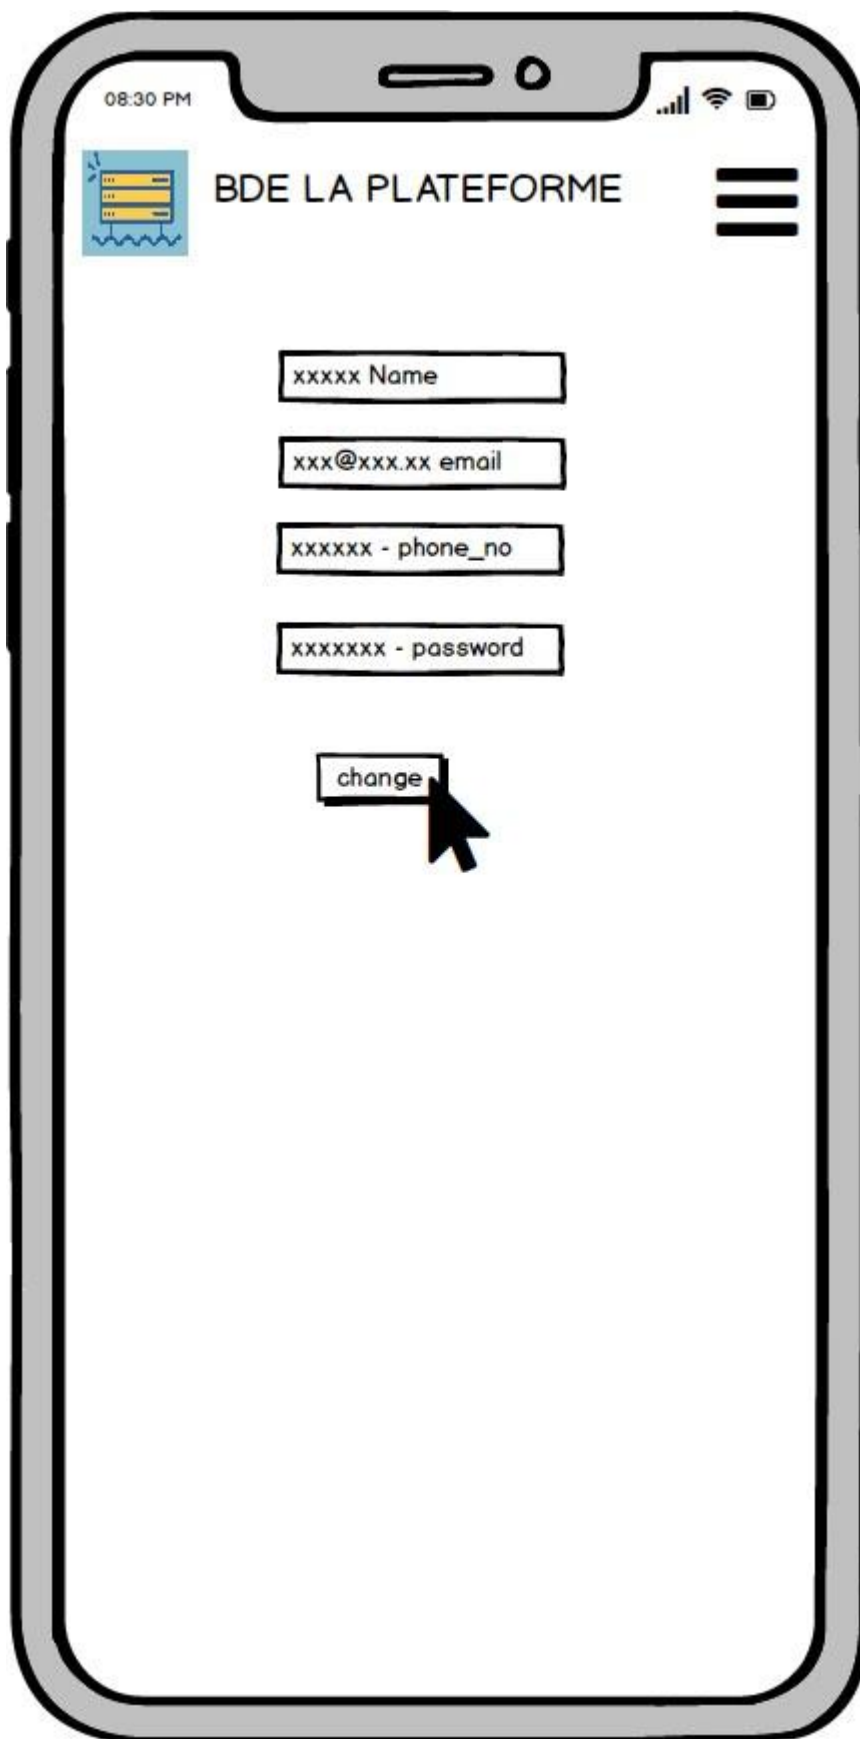 08:30 PM
BDE LA PLATEFORME
xxxxx Name
xxx@xxx.xx email
xxxxxx - phone_no
xxxxxxx - password
change